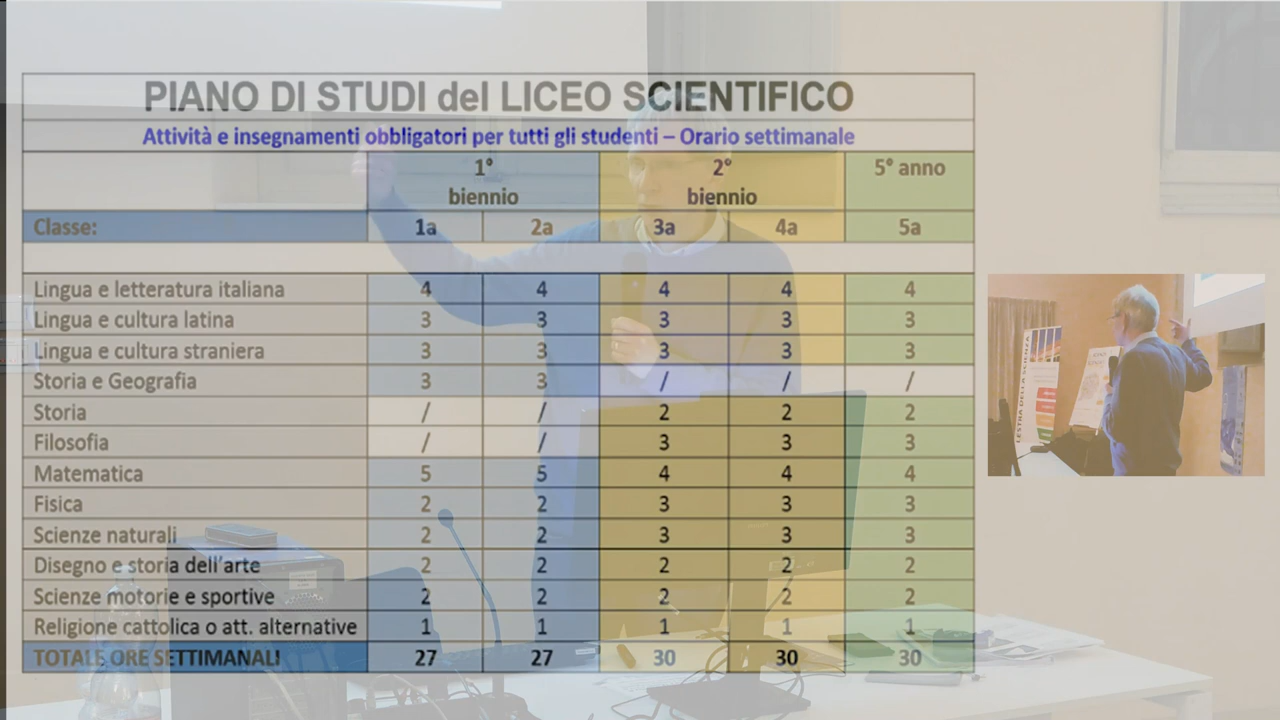 PIANO DI STUDI del LICEO SCIENTIFICO
Attività e insegnamenti obbligatori per tutti gli studenti – Orario settimanale
1° biennio 2° biennio 5° anno
Classe: 1a 2a 3a 4a 5a
Lingua e letteratura italiana 4 4 4 4 4
Lingua e cultura latina 3 3 3 3 3
Lingua e cultura straniera 3 3 3 3 3
Storia e Geografia 3 3 / / /
Storia / / 2 2 2
Filosofia / / 3 3 3
Matematica 5 5 4 4 4
Fisica 2 2 3 3 3
Scienze naturali 2 2 3 3 3
Disegno e storia dell'arte 2 2 2 2 2
Scienze motorie e sportive 2 2 2 2 2
Religione cattolica o att. alternative 1 1 1 1 1
TOTALE ORE SETTIMANALI 27 27 30 30 30
DELLA SCIENZA